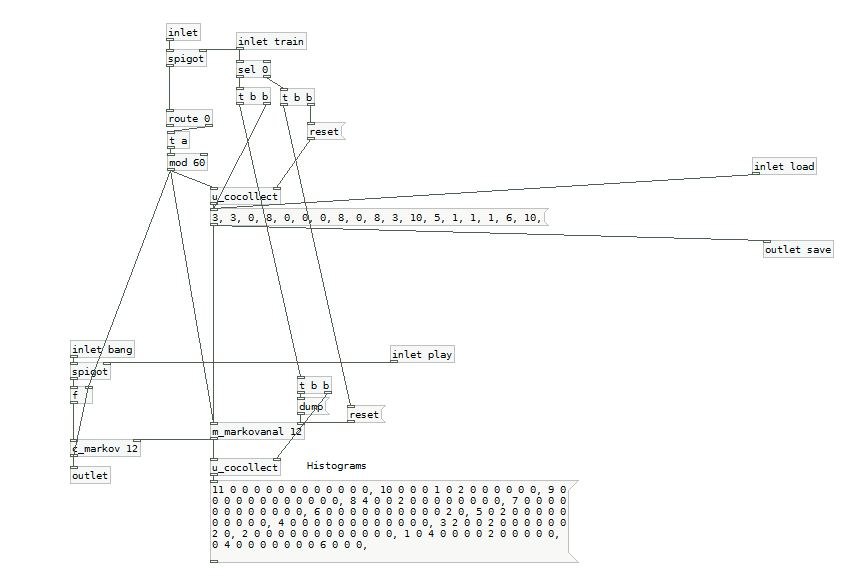 inlet
inlet train
spigot
sel 0
t b b
t b b
route 0
reset
t a
mod 60
inlet load
u_cocollect
3, 3, 0, 8, 0, 0, 0, 8, 0, 8, 3, 10, 5, 1, 1, 1, 6, 10,
outlet save
inlet bang
inlet play
spigot
t b b
f
dump
reset
m_markovanal 12
c_markov 12
u_cocollect
Histograms
outlet
11 0 0 0 0 0 0 0 0 0 0 0 0, 10 0 0 0 1 0 2 0 0 0 0 0 0, 9 0
0 0 0 0 0 0 0 0 0 0 0, 8 4 0 0 2 0 0 0 0 0 0 0 0, 7 0 0 0 0
0 0 0 0 0 0 0 0, 6 0 0 0 0 0 0 0 0 0 0 2 0, 5 0 2 0 0 0 0 0
0 0 0 0 0, 4 0 0 0 0 0 0 0 0 0 0 0 0, 3 2 0 0 2 0 0 0 0 0 0
2 0, 2 0 0 0 0 0 0 0 0 0 0 0 0, 1 0 4 0 0 0 0 2 0 0 0 0 0,
0 4 0 0 0 0 0 0 0 6 0 0 0,